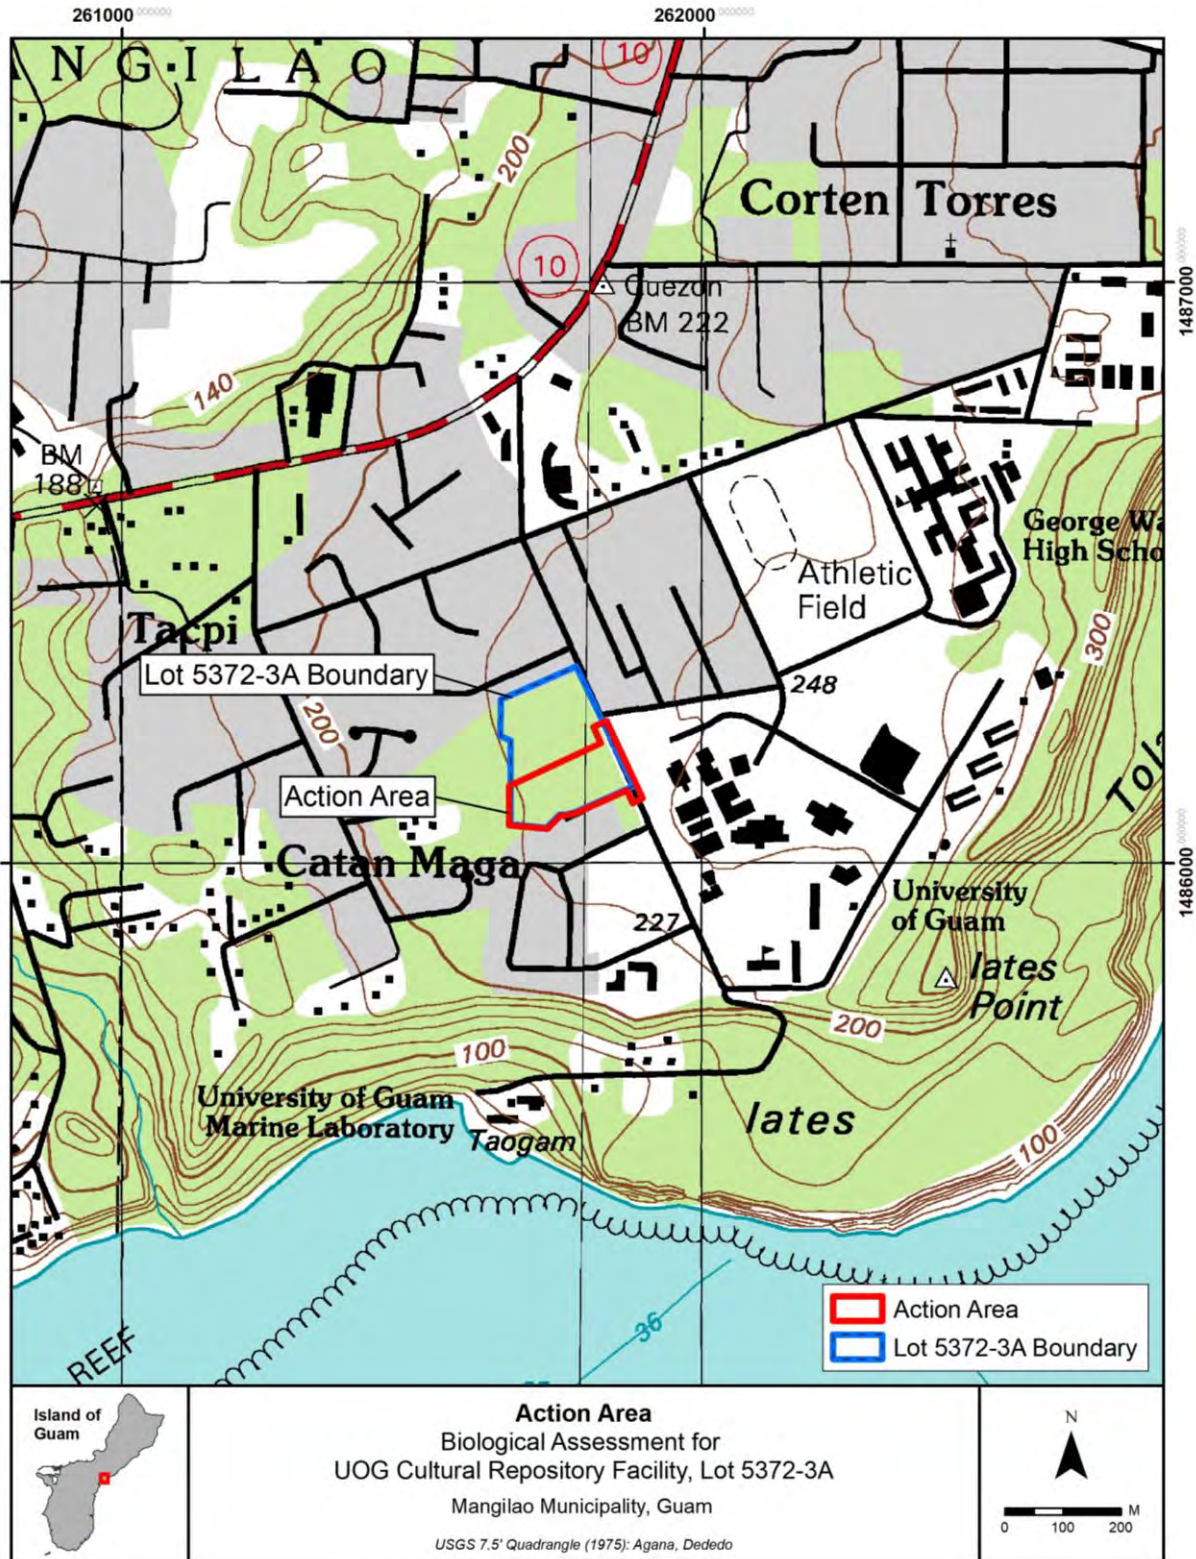 261000
262000
ANGILAO
10
200
Corten Torres
10
Guezon
BM 222
1487000
140
BM
188
George Wa
High Scho
Athletic
Field
Tacpi
300
Lot 5372-3A Boundary
248
200
Action Area
Catan Maga
1486000
227
University
of Guam
Iates
Point
200
100
University of Guam
Marine Laboratory
Taogam
Iates
100
36
REEF
Action Area
Lot 5372-3A Boundary
Island of
Guam
Action Area
Biological Assessment for
UOG Cultural Repository Facility, Lot 5372-3A
Mangilao Municipality, Guam
USGS 7.5' Quadrangle (1975): Agana, Dededo
N
M
0 100 200